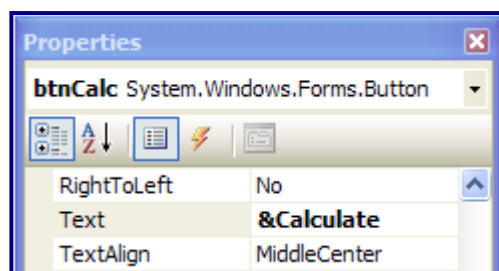 Properties
btnCalc System.Windows.Forms.Button
A Z
RightToLeft No
Text &Calculate
TextAlign MiddleCenter